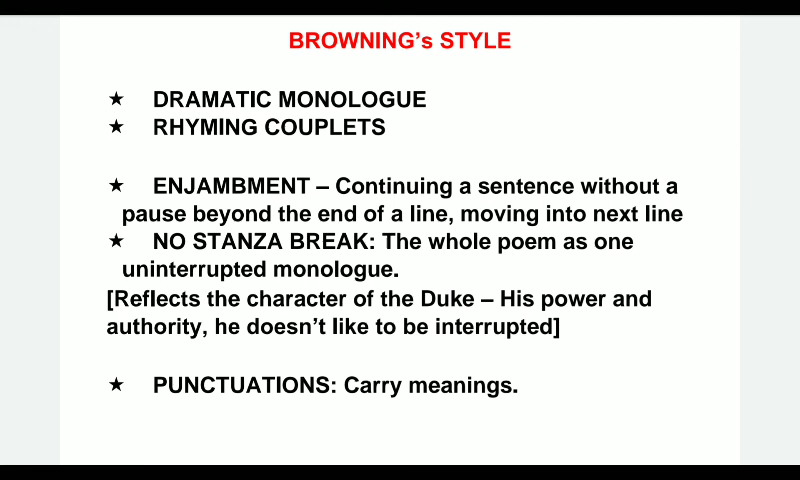 BROWNING's STYLE
★ DRAMATIC MONOLOGUE
★ RHYMING COUPLETS
★ ENJAMBMENT – Continuing a sentence without a
pause beyond the end of a line, moving into next line
★ NO STANZA BREAK: The whole poem as one
uninterrupted monologue.
[Reflects the character of the Duke – His power and
authority, he doesn't like to be interrupted]
★ PUNCTUATIONS: Carry meanings.